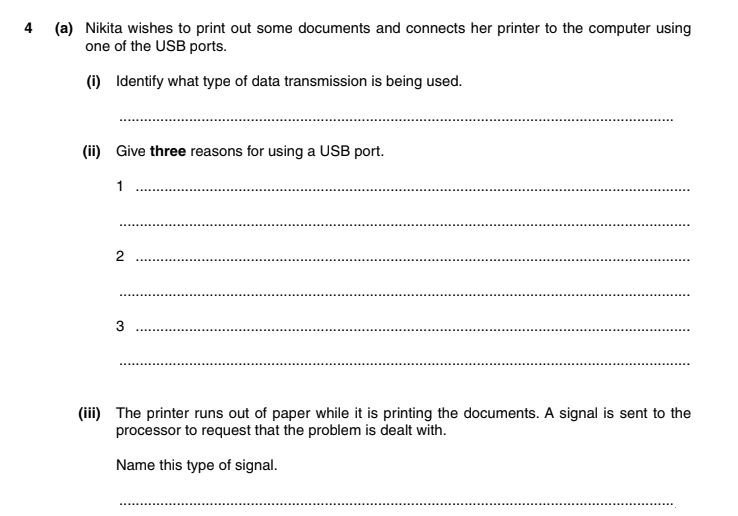 4 (a) Nikita wishes to print out some documents and connects her printer to the computer using
one of the USB ports.
(i) Identify what type of data transmission is being used.
...................................................................................................................................
(ii) Give three reasons for using a USB port.
1 ...................................................................................................................................
...................................................................................................................................
2 ...................................................................................................................................
...................................................................................................................................
3 ...................................................................................................................................
...................................................................................................................................
(iii) The printer runs out of paper while it is printing the documents. A signal is sent to the
processor to request that the problem is dealt with.
Name this type of signal.
...................................................................................................................................